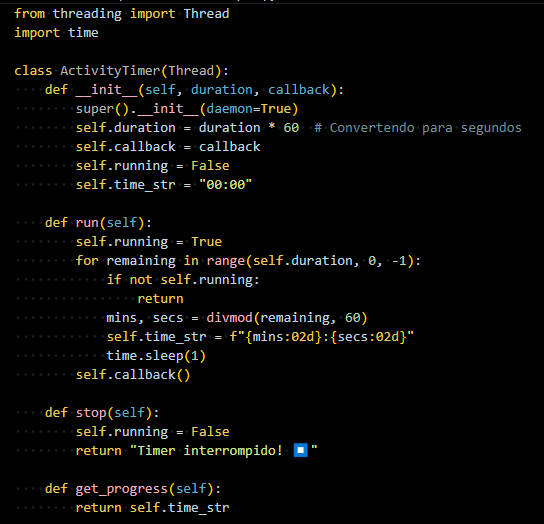 from threading import Thread
import time
class ActivityTimer(Thread):
    def __init__(self, duration, callback):
        super().__init__(daemon=True)
        self.duration = duration * 60  # Convertendo para segundos
        self.callback = callback
        self.running = False
        self.time_str = "00:00"
    def run(self):
        self.running = True
        for remaining in range(self.duration, 0, -1):
            if not self.running:
                return
            mins, secs = divmod(remaining, 60)
            self.time_str = f"{mins:02d}:{secs:02d}"
            time.sleep(1)
        self.callback()
    def stop(self):
        self.running = False
        return "Timer interrompido! ⏹️"
    def get_progress(self):
        return self.time_str